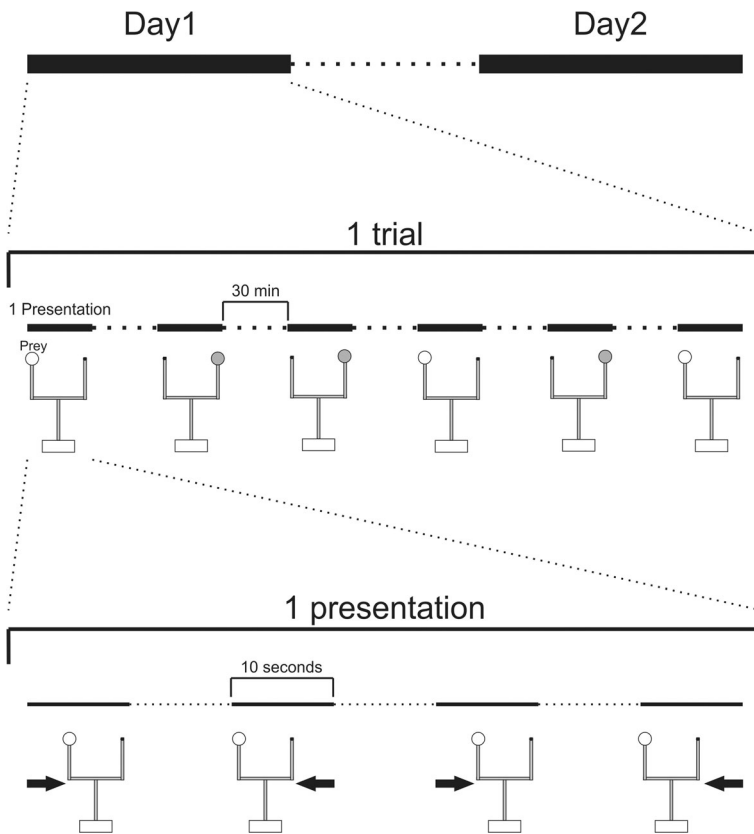 Day1
Day2
1 trial
30 min
1 Presentation
Prey
1 presentation
10 seconds